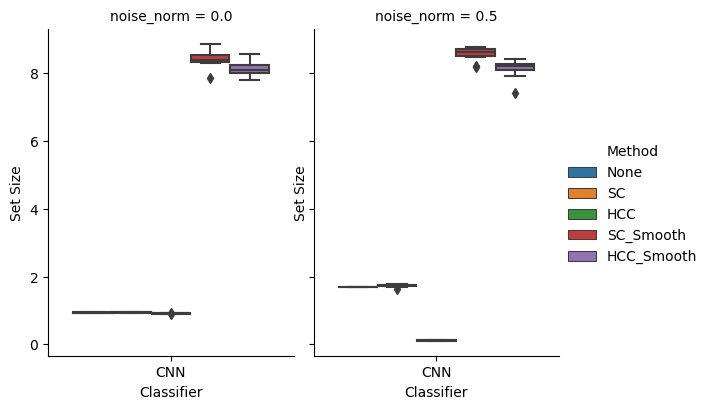 noise_norm = 0.0
noise_norm = 0.5
Set Size
8
6
4
2
0
CNN
Classifier
Set Size
CNN
Classifier
Method
None
SC
HCC
SC_Smooth
HCC_Smooth